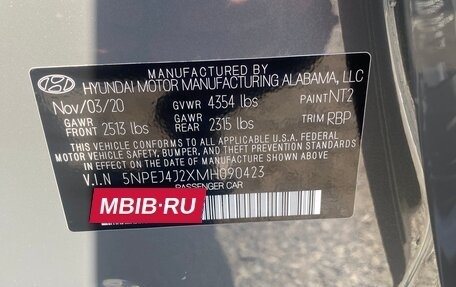 MANUFACTURED BY
HYUNDAI MOTOR MANUFACTURING ALABAMA, LLC
Nov/03/20 GVWR 4354 lbs PAINT NT2
GAWR FRONT 2513 lbs GAWR REAR 2315 lbs TRIM RBP
THIS VEHICLE CONFORMS TO ALL APPLICABLE U.S.A. FEDERAL
MOTOR VEHICLE SAFETY, BUMPER, AND THEFT PREVENTION STANDARDS
IN EFFECT ON THE DATE OF MANUFACTURE SHOWN ABOVE.
V.I.N 5NPEJ4J2XMH090423
PASSENGER CAR
MBIB.RU